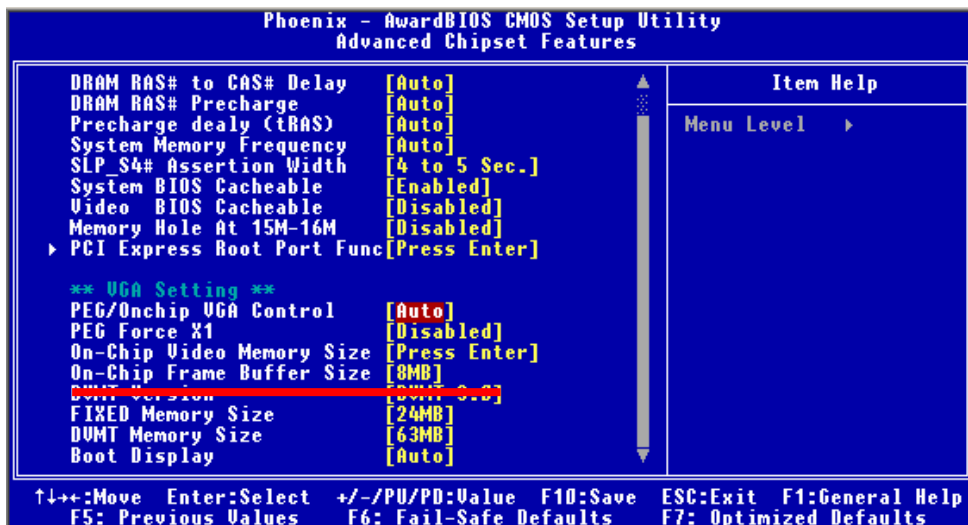 Phoenix - AwardBIOS CMOS Setup Utility
Advanced Chipset Features
DRAM RAS# to CAS# Delay [Auto]
DRAM RAS# Precharge [Auto]
Precharge dealy (tRAS) [Auto]
System Memory Frequency [Auto]
SLP_S4# Assertion Width [4 to 5 Sec.]
System BIOS Cacheable [Enabled]
Video BIOS Cacheable [Disabled]
Memory Hole At 15M-16M [Disabled]
PCI Express Root Port Func[Press Enter]
** VGA Setting **
PEG/Onchip VGA Control [Auto]
PEG Force X1 [Disabled]
On-Chip Video Memory Size [Press Enter]
On-Chip Frame Buffer Size [8MB]
DVMT Version [DVMT 3.0]
FIXED Memory Size [24MB]
DVMT Memory Size [63MB]
Boot Display [Auto]
Item Help
Menu Level
↑↓→←:Move Enter:Select +/-/PU/PD:Value F10:Save ESC:Exit F1:General Help
F5: Previous Values F6: Fail-Safe Defaults F7: Optimized Defaults